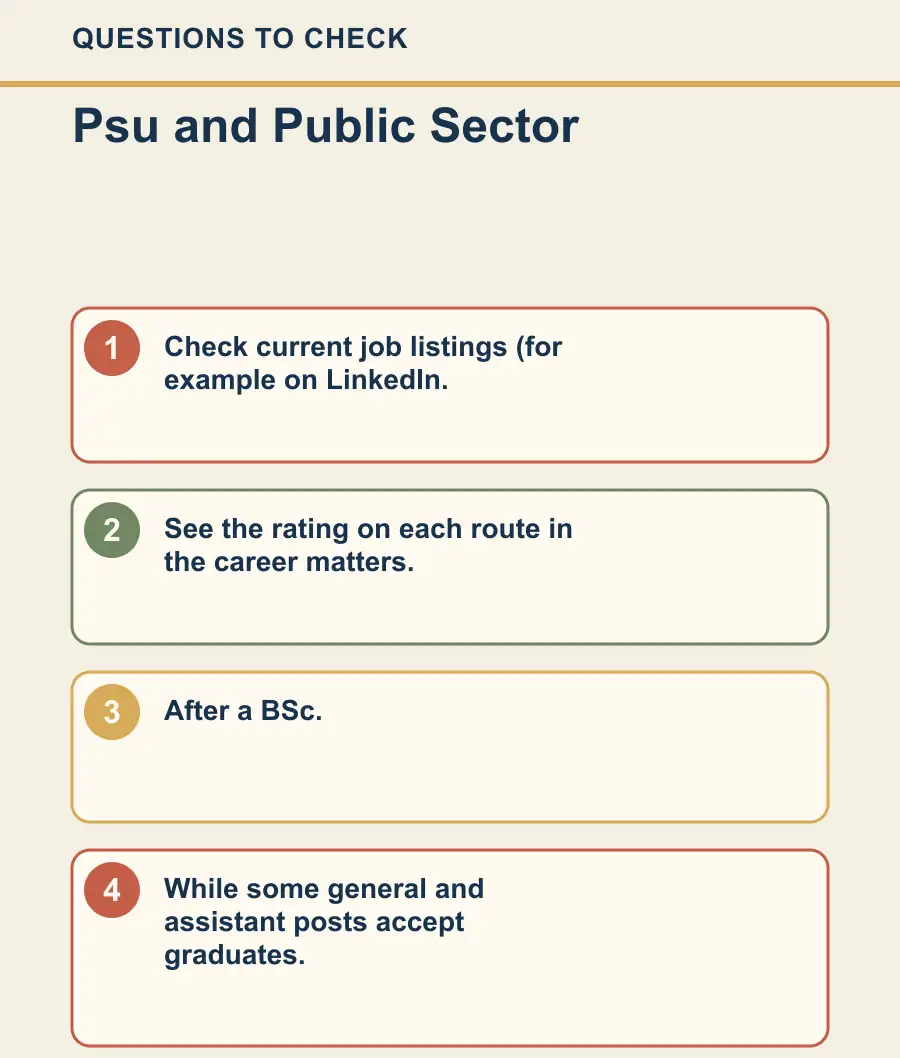 QUESTIONS TO CHECK
Psu and Public Sector
1
Check current job listings (for
example on LinkedIn.
2
See the rating on each route in
the career matters.
3
After a BSc.
4
While some general and
assistant posts accept
graduates.